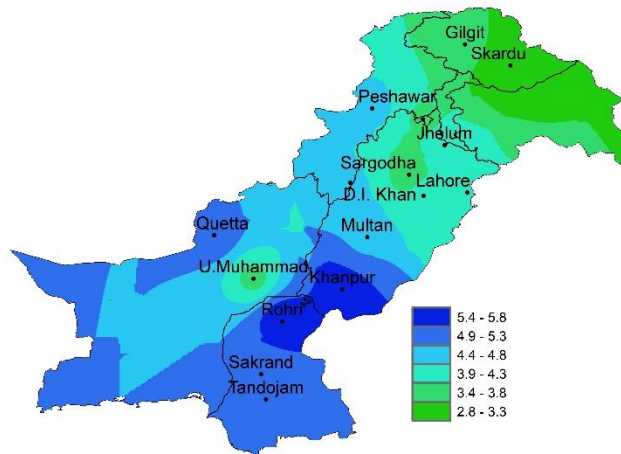 Gilgit
Skardu
Peshawar
Jhelum
Sargodha
D.I. Khan
Lahore
Quetta
Multan
U.Muhammad
Khanpur
Rohri
Sakrand
Tandojam
5.4 - 5.8
4.9 - 5.3
4.4 - 4.8
3.9 - 4.3
3.4 - 3.8
2.8 - 3.3